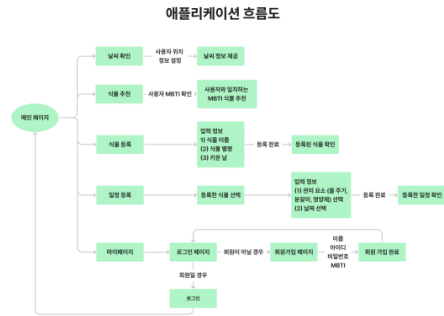 애플리케이션 흐름도
날씨 확인
사용자 위치
정보 설정
날씨 정보 제공
식물 추천
사용자 MBTI 확인
사용자와 일치하는
MBTI 식물 추천
메인 페이지
식물 등록
입력 정보
1) 식물 이름
(2) 식물 별명
(3) 키운 날
등록 완료
등록된 식물 확인
일정 등록
등록한 식물 선택
입력 정보
(1) 관리 요소 (물 주기,
분갈이, 영양제) 선택
(2) 날짜 선택
등록 완료
등록한 일정 확인
마이페이지
로그인 페이지
회원이 아닐 경우
회원가입 페이지
이름
아이디
비밀번호
MBTI
회원 가입 완료
회원일 경우
로그인